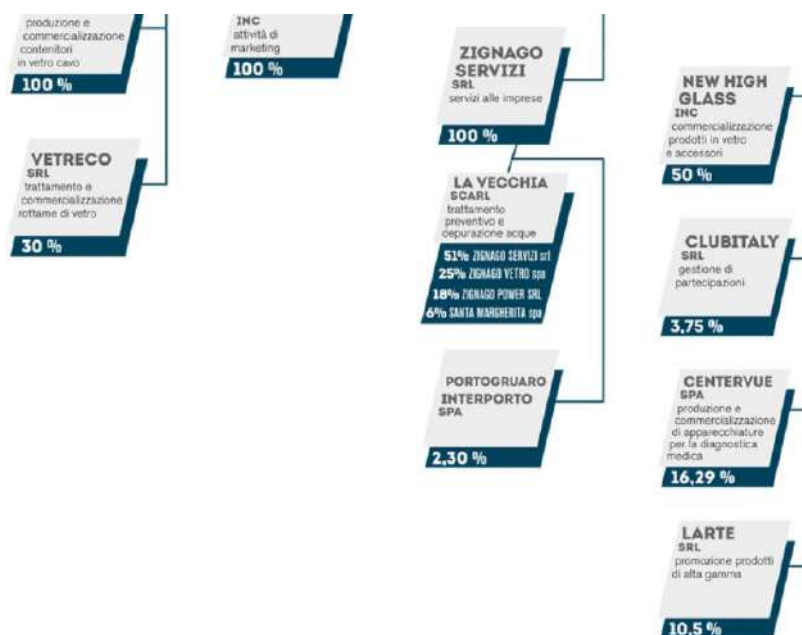 produzione e
commercializzazione
contenitori
in vetro cavo
100 %
VETRECO
SRL
trattamento e
commercializzazione
rottame di vetro
30 %
INC
attività di
marketing
100 %
ZIGNAGO
SERVIZI
SRL
servizi alle imprese
100 %
LA VECCHIA
SCARL
trattamento
preventivo e
depurazione acque
51% ZIGNAGO SERVIZI srl
25% ZIGNAGO VETRO spa
18% ZIGNAGO POWER SRL
6% SANTA MARGHERITA spa
PORTOGRUARO
INTERPORTO
SPA
2,30 %
NEW HIGH
GLASS
INC
commercializzazione
prodotti in vetro
e accessori
50 %
CLUBITALY
SRL
gestione di
partecipazioni
3,75 %
CENTERVUE
SPA
produzione e
commercializzazione
di apparecchiature
per la diagnostica
medica
16,29 %
LARTE
SRL
promozione prodotti
di alta gamma
10,5 %